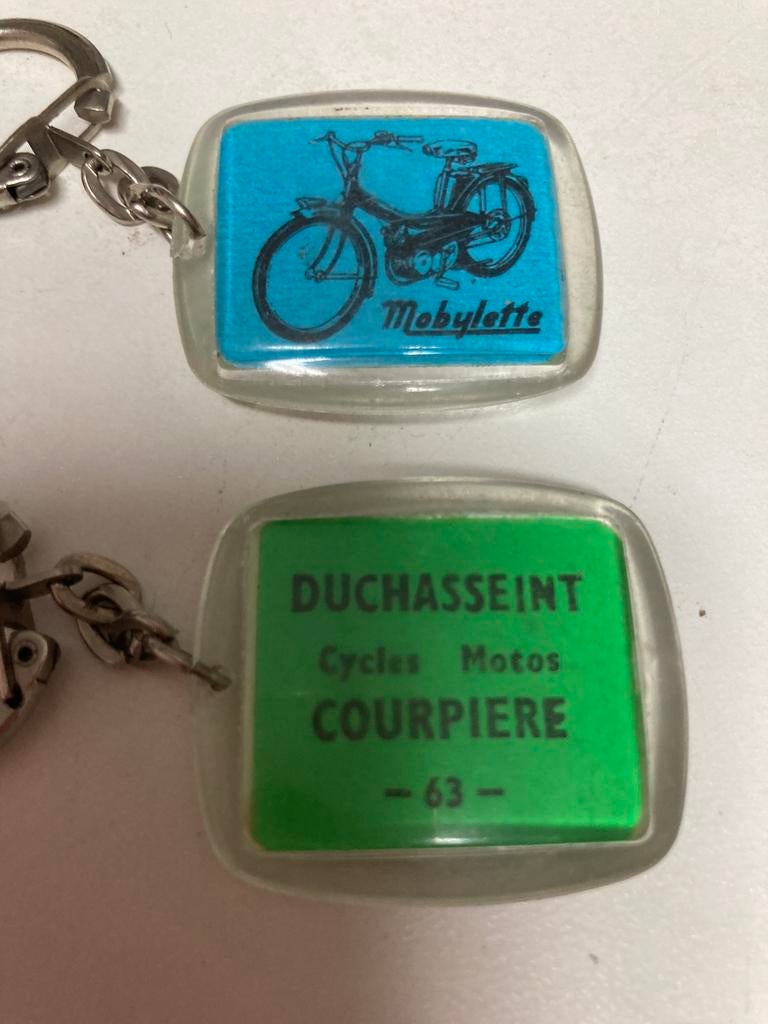 Mobylette
DUCHASSEINT
Cycles Motos
COURPIERE
- 63 -